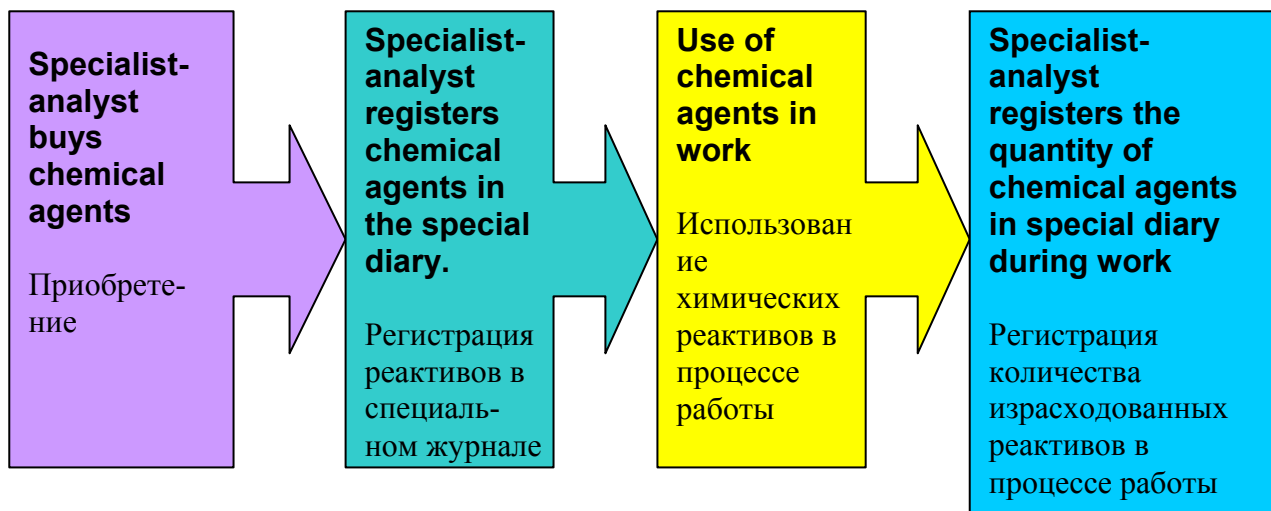 Specialist-
analyst
buys
chemical
agents
Приобрете-
ние
Specialist-
analyst
registers
chemical
agents in
the special
diary.
Регистрация
реактивов в
специаль-
ном журнале
Use of
chemical
agents in
work
Использован
ие
химических
реактивов в
процессе
работы
Specialist-
analyst
registers the
quantity of
chemical agents
in special diary
during work
Регистрация
количества
израсходованных
реактивов в
процессе работы